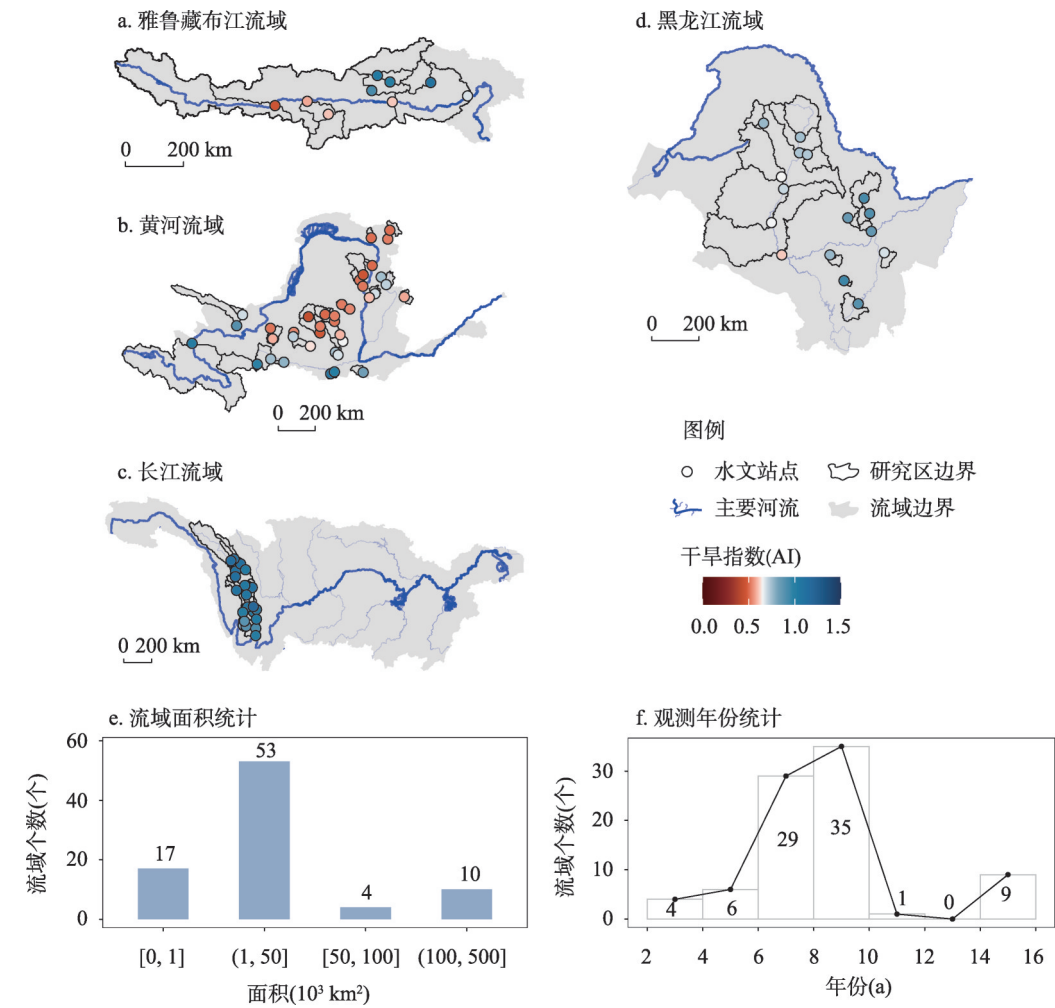 a. 雅鲁藏布江流域
0 200 km
b. 黄河流域
0 200 km
c. 长江流域
0 200 km
d. 黑龙江流域
0 200 km
图例
水文站点 研究区边界
主要河流 流域边界
干旱指数(AI)
0.0 0.5 1.0 1.5
e. 流域面积统计
流域个数(个)
60
40
20
0
17 53 4 10
[0, 1] (1, 50] [50, 100] (100, 500]
面积(10³ km²)
f. 观测年份统计
流域个数(个)
30
20
10
0
4 6 29 35 1 0 9
2 4 6 8 10 12 14 16
年份(a)